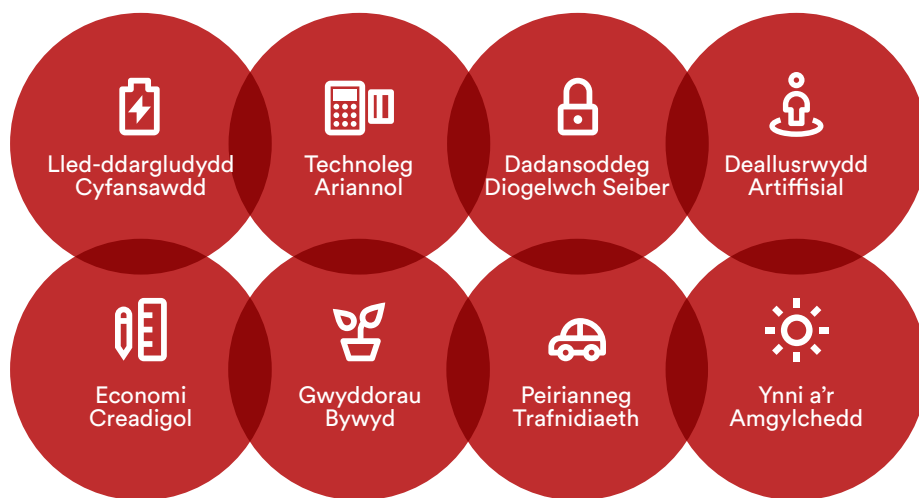 Lled-ddargludydd
Cyfansawdd
Technoleg
Ariannol
Dadansoddeg
Diogelwch Seiber
Deallusrwydd
Artiffisial
Economi
Creadigol
Gwyddorau
Bywyd
Peirianneg
Trafnidiaeth
Ynni a’r
Amgylchedd